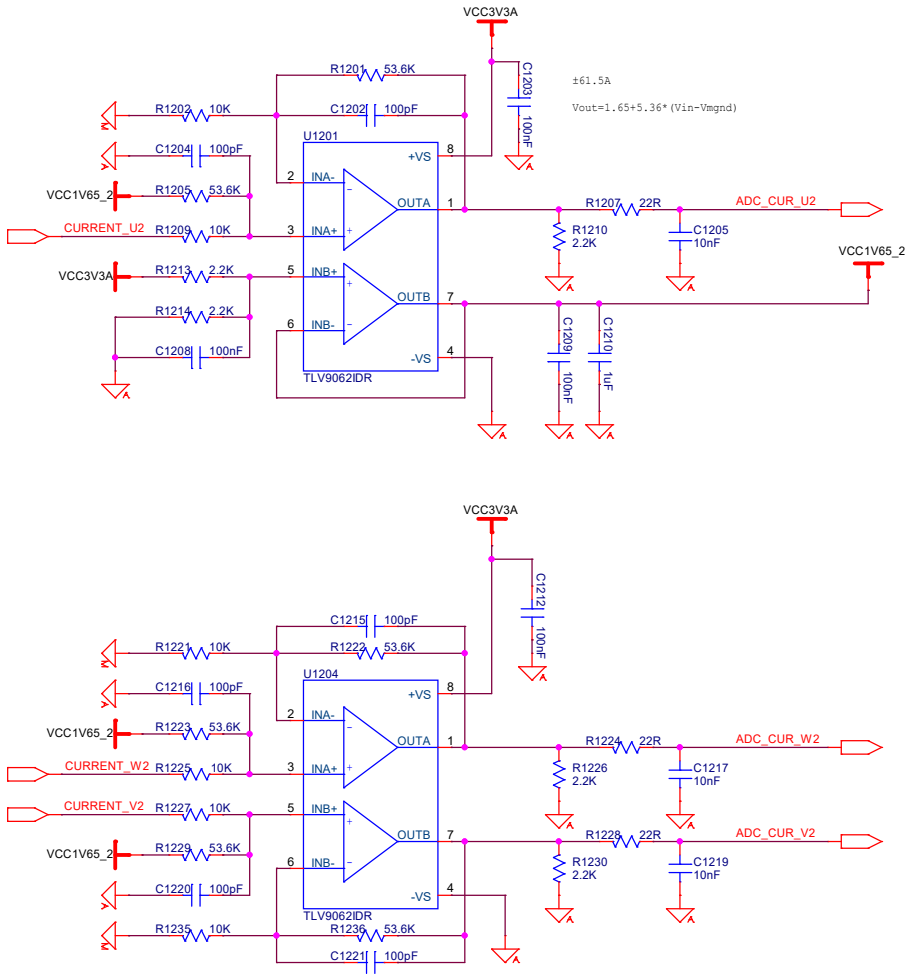 VCC3V3A
R1201 53.6K
C1203
100nF
±61.5A
Vout=1.65+5.36*(Vin-Vmgnd)
R1202 10K
C1202 100pF
M
A
U1201
C1204 100pF
+VS 8
M
2 INA-
VCC1V65_2 R1205 53.6K
OUTA 1
R1207 22R
ADC_CUR_U2
CURRENT_U2 R1209 10K
3 INA+
R1210
2.2K
C1205
10nF
VCC1V65_2
VCC3V3A R1213 2.2K
5 INB+
A
A
OUTB 7
R1214 2.2K
6 INB-
C1208 100nF
C1209
100nF
C1210
1uF
-VS 4
TLV9062IDR
A
A
A
A
VCC3V3A
C1212
100nF
C1215 100pF
R1221 10K
R1222 53.6K
M
A
U1204
C1216 100pF
+VS 8
M
2 INA-
VCC1V65_2 R1223 53.6K
OUTA 1
R1224 22R
ADC_CUR_W2
CURRENT_W2 R1225 10K
3 INA+
R1226
2.2K
C1217
10nF
CURRENT_V2 R1227 10K
5 INB+
A
A
OUTB 7
R1228 22R
ADC_CUR_V2
VCC1V65_2 R1229 53.6K
6 INB-
R1230
2.2K
C1219
10nF
C1220 100pF
-VS 4
M
TLV9062IDR
A
A
R1235 10K
R1236 53.6K
M
A
C1221 100pF